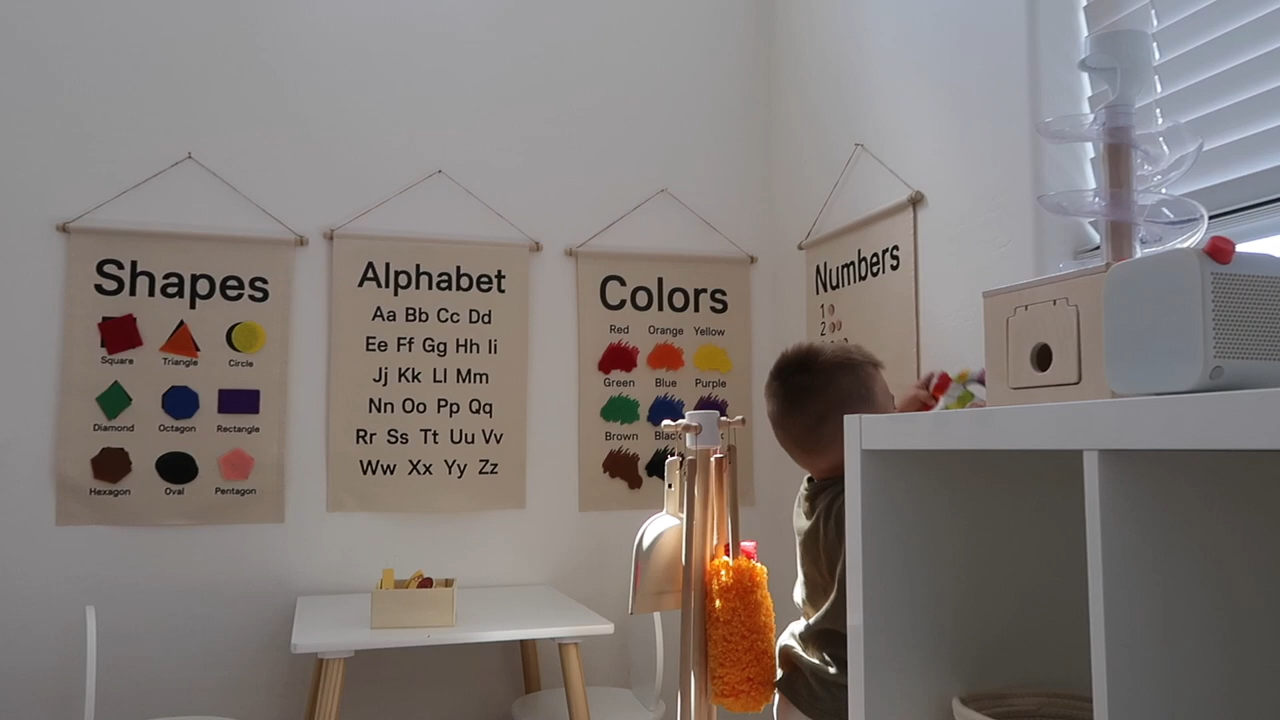 Shapes
Square Triangle Circle
Diamond Octagon Rectangle
Hexagon Oval Pentagon
Alphabet
Aa Bb Cc Dd
Ee Ff Gg Hh Ii
Jj Kk Ll Mm
Nn Oo Pp Qq
Rr Ss Tt Uu Vv
Ww Xx Yy Zz
Colors
Red Orange Yellow
Green Blue Purple
Brown
Numbers
1
2